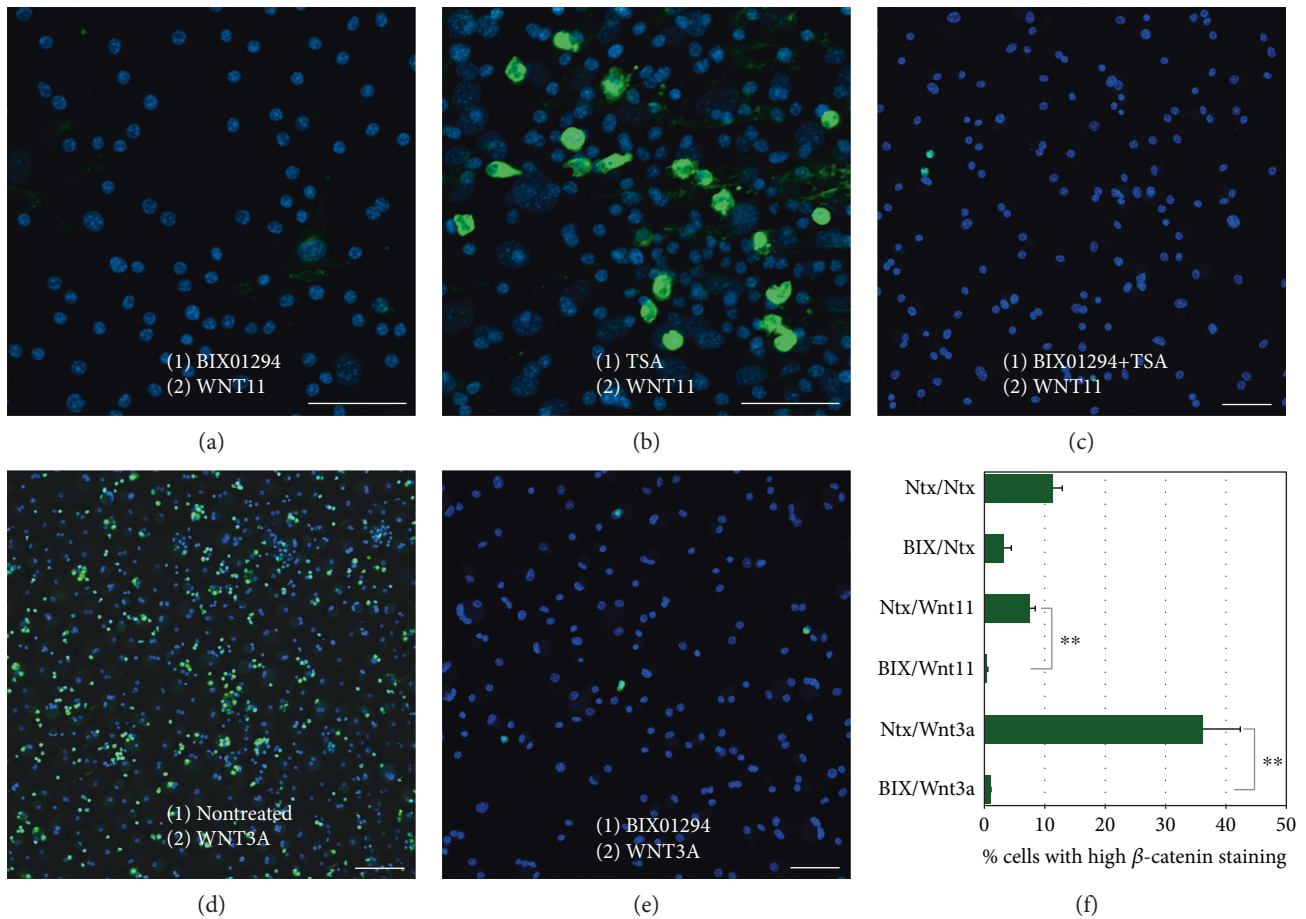 (1) BIX01294
(2) WNT11
(a)
(1) TSA
(2) WNT11
(b)
(1) BIX01294+TSA
(2) WNT11
(c)
(1) Nontreated
(2) WNT3A
(d)
(1) BIX01294
(2) WNT3A
(e)
Ntx/Ntx
BIX/Ntx
Ntx/Wnt11
**
BIX/Wnt11
Ntx/Wnt3a
**
BIX/Wnt3a
0 10 20 30 40 50
% cells with high β-catenin staining
(f)